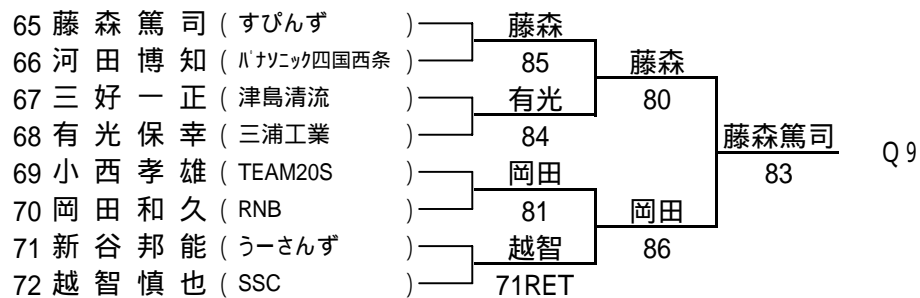 65 藤 森 篤 司 ( すぴんず )
藤森
66 河 田 博 知 ( ﾊﾟﾅｿﾆｯｸ四国西条 )
85
藤森
67 三 好 一 正 ( 津島清流 )
有光
80
68 有 光 保 幸 ( 三浦工業 )
84
藤森篤司
Q 9
69 小 西 孝 雄 ( TEAM20S )
岡田
83
70 岡 田 和 久 ( RNB )
81
岡田
71 新 谷 邦 能 ( うーさんず )
越智
86
72 越 智 慎 也 ( SSC )
71RET